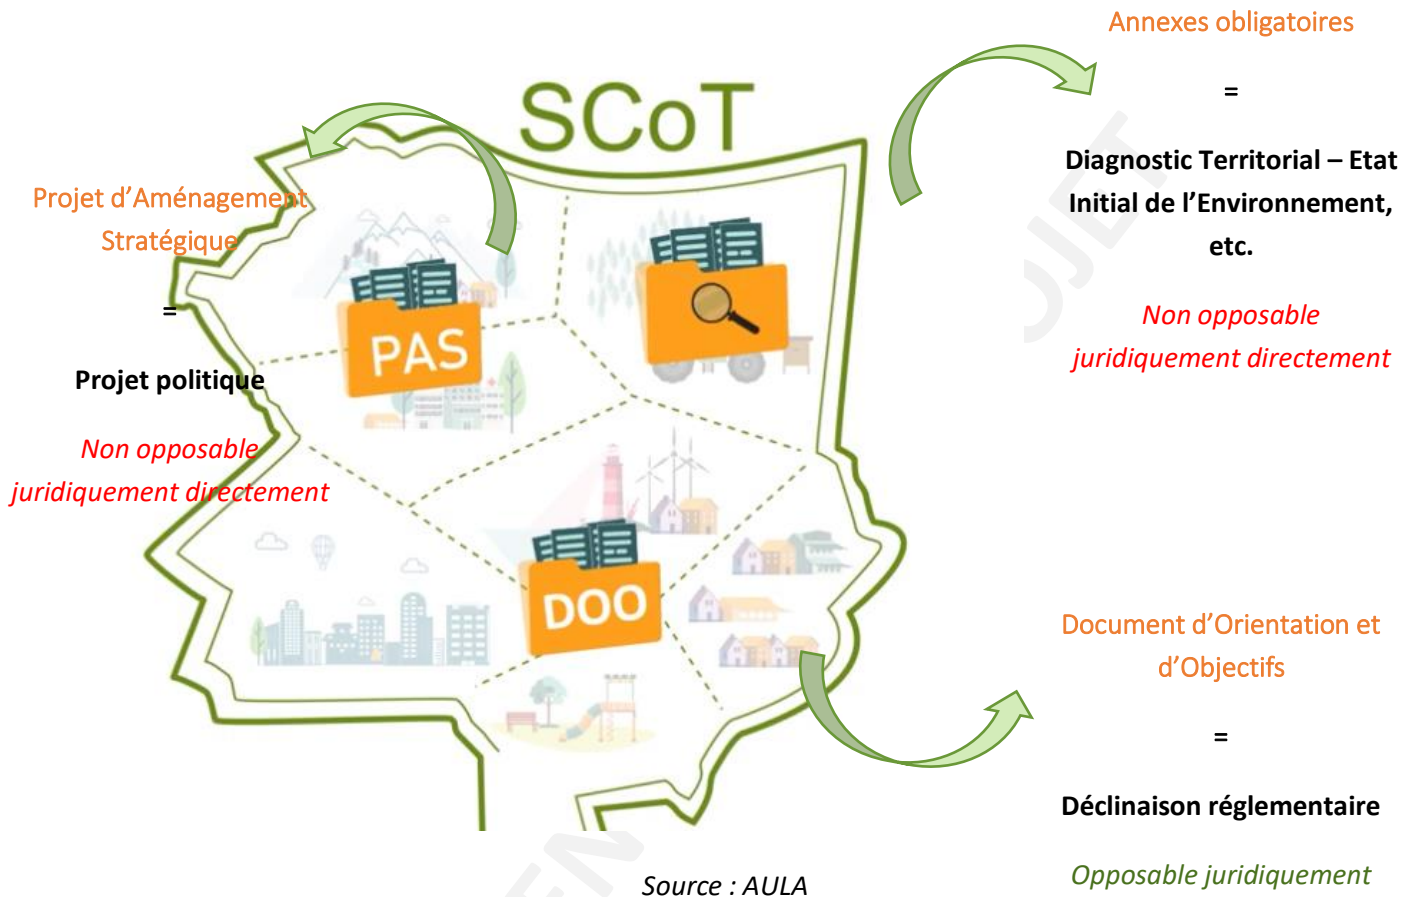 SCoT
Projet d’Aménagement
Stratégique
=
Projet politique
Non opposable
juridiquement directement
PAS
Annexes obligatoires
=
Diagnostic Territorial – Etat
Initial de l’Environnement,
etc.
Non opposable
juridiquement directement
DOO
Document d’Orientation et
d’Objectifs
=
Déclinaison réglementaire
Opposable juridiquement
Source : AULA